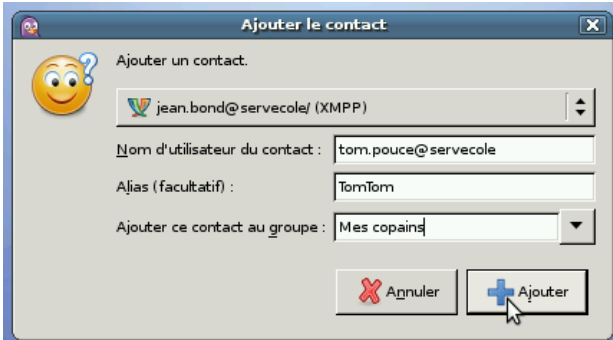 Ajouter le contact
Ajouter un contact.
jean.bond@servecole/ (XMPP)
Nom d'utilisateur du contact : tom.pouce@servecole
Alias (facultatif) : TomTom
Ajouter ce contact au groupe : Mes copains
Annuler Ajouter